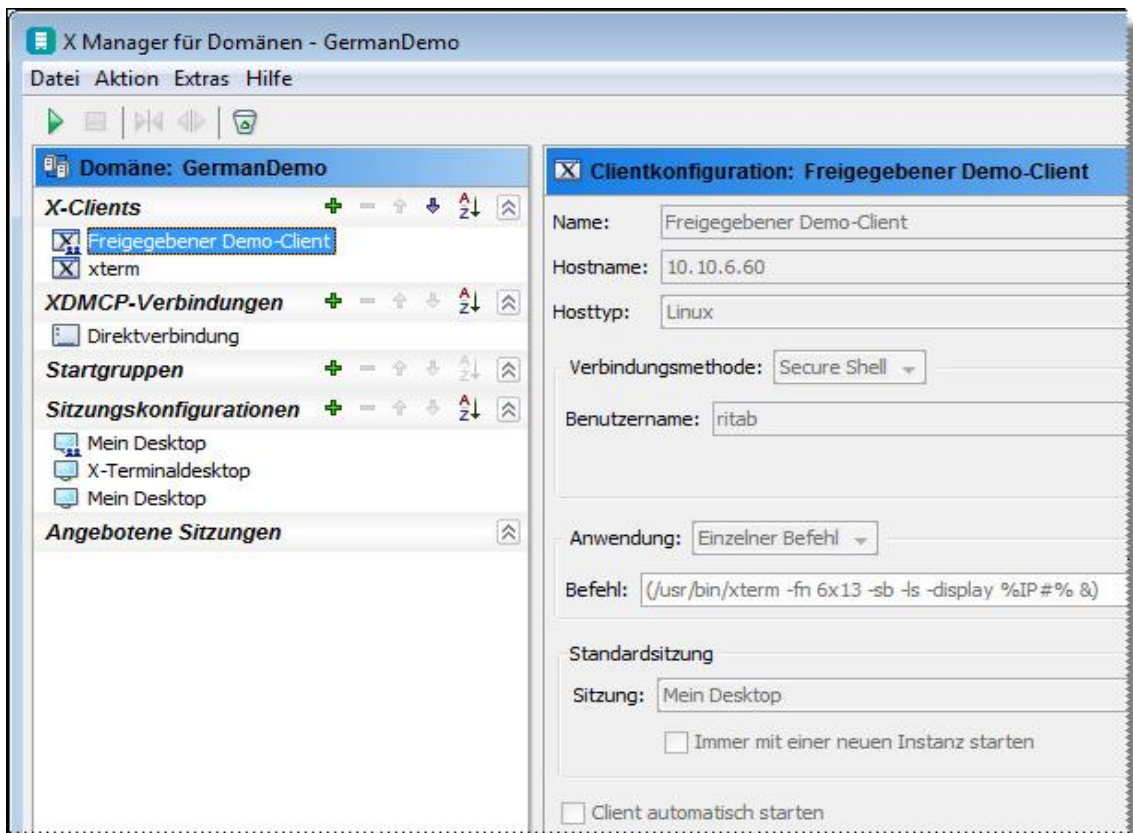 X Manager für Domänen - GermanDemo
Datei Aktion Extras Hilfe
Domäne: GermanDemo
X-Clients
Freigegebener Demo-Client
xterm
XDMCP-Verbindungen
Direktverbindung
Startgruppen
Sitzungskonfigurationen
Mein Desktop
X-Terminaldesktop
Mein Desktop
Angebotene Sitzungen
Clientkonfiguration: Freigegebener Demo-Client
Name: Freigegebener Demo-Client
Hostname: 10.10.6.60
Hosttyp: Linux
Verbindungsmethode: Secure Shell
Benutzername: ritab
Anwendung: Einzelner Befehl
Befehl: (/usr/bin/xterm -fn 6x13 -sb -ls -display %IP#% &)
Standardsitzung
Sitzung: Mein Desktop
Immer mit einer neuen Instanz starten
Client automatisch starten